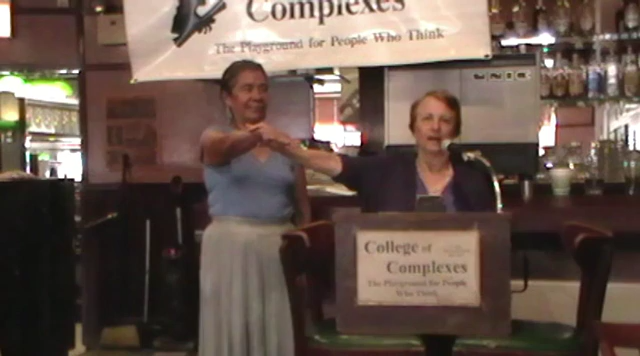 Complexes
The Playground for People Who Think
College of
Complexes
The Playground for People
Who Think